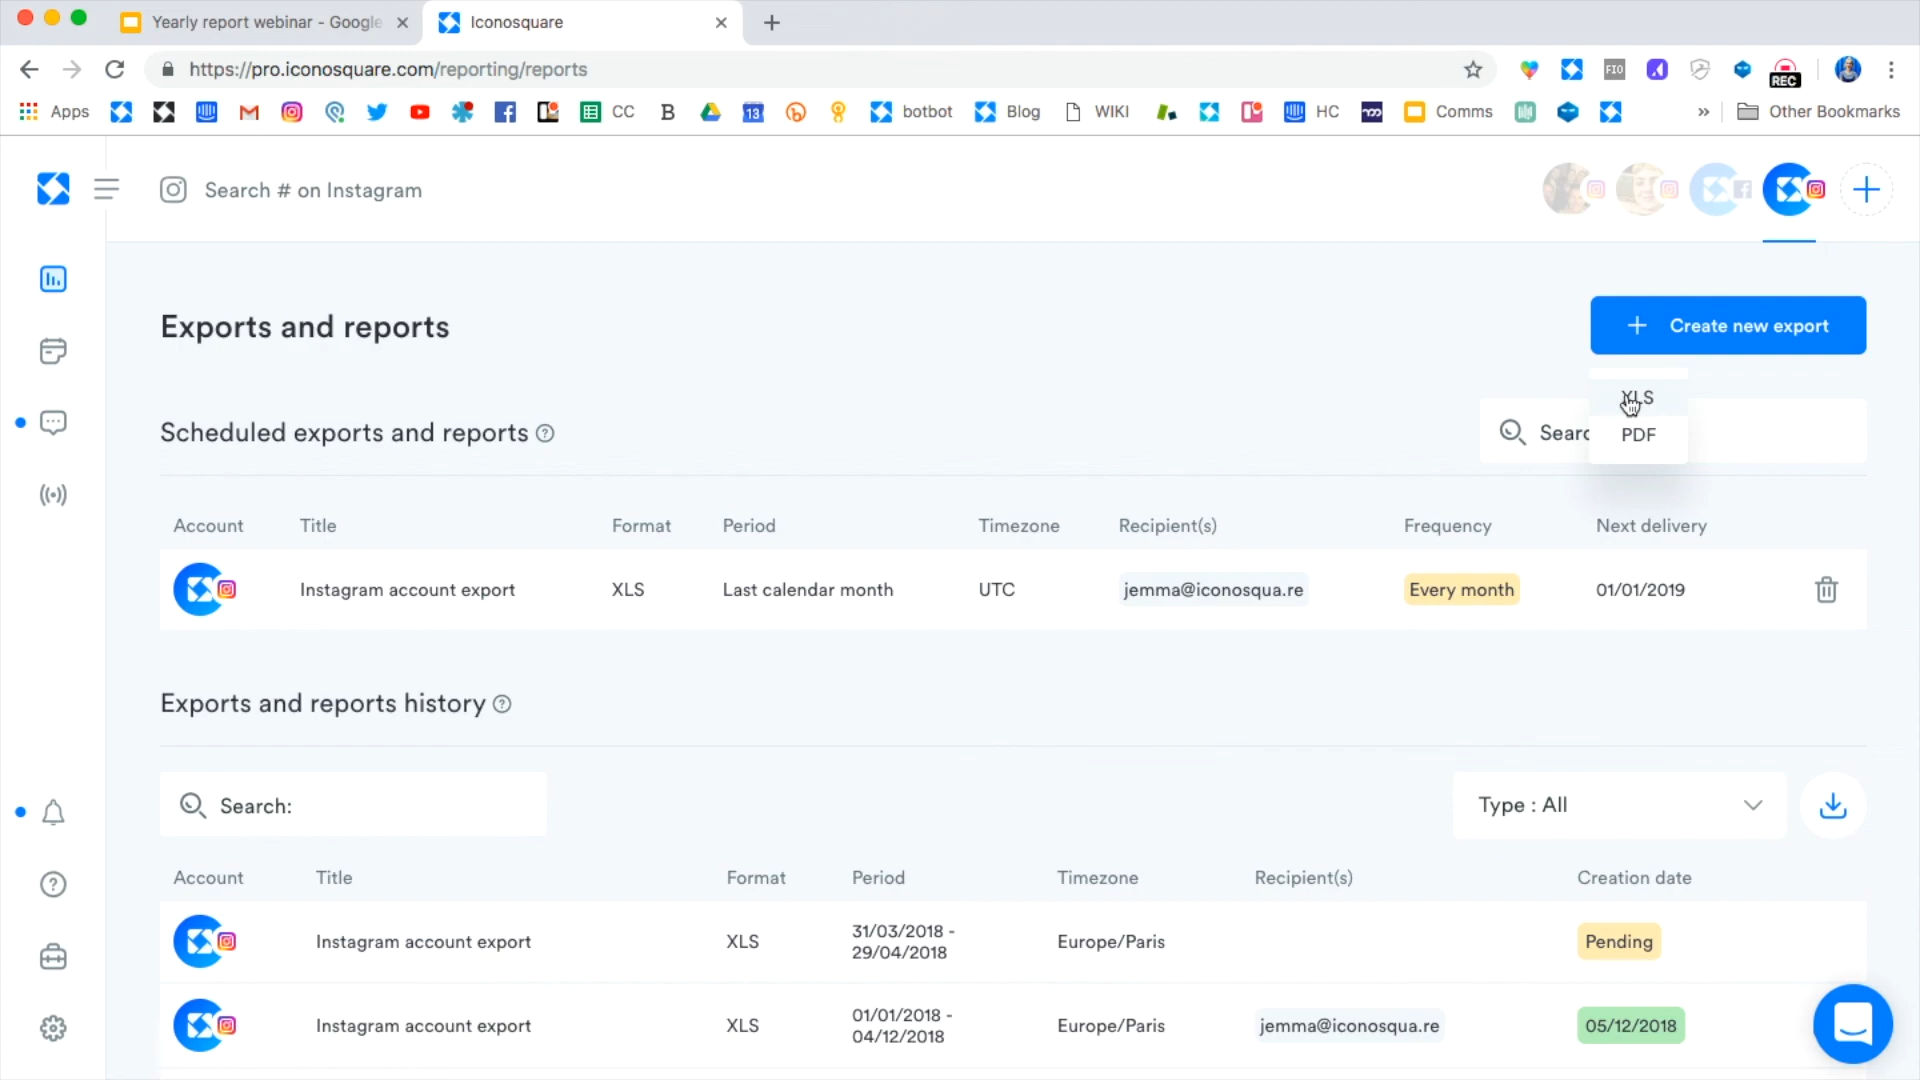 Yearly report webinar - Google
Iconosquare
https://pro.iconosquare.com/reporting/reports
FIO
REC
Apps
CC
B
13
botbot
Blog
WIKI
HC
Comms
»
Other Bookmarks
Search # on Instagram
Exports and reports
+ Create new export
XLS
PDF
Scheduled exports and reports ?
Searc
Account Title Format Period Timezone Recipient(s) Frequency Next delivery
Instagram account export XLS Last calendar month UTC jemma@iconosqua.re Every month 01/01/2019
Exports and reports history ?
Search:
Type : All
Account Title Format Period Timezone Recipient(s) Creation date
Instagram account export XLS 31/03/2018 - Europe/Paris Pending
29/04/2018
Instagram account export XLS 01/01/2018 - Europe/Paris jemma@iconosqua.re 05/12/2018
04/12/2018